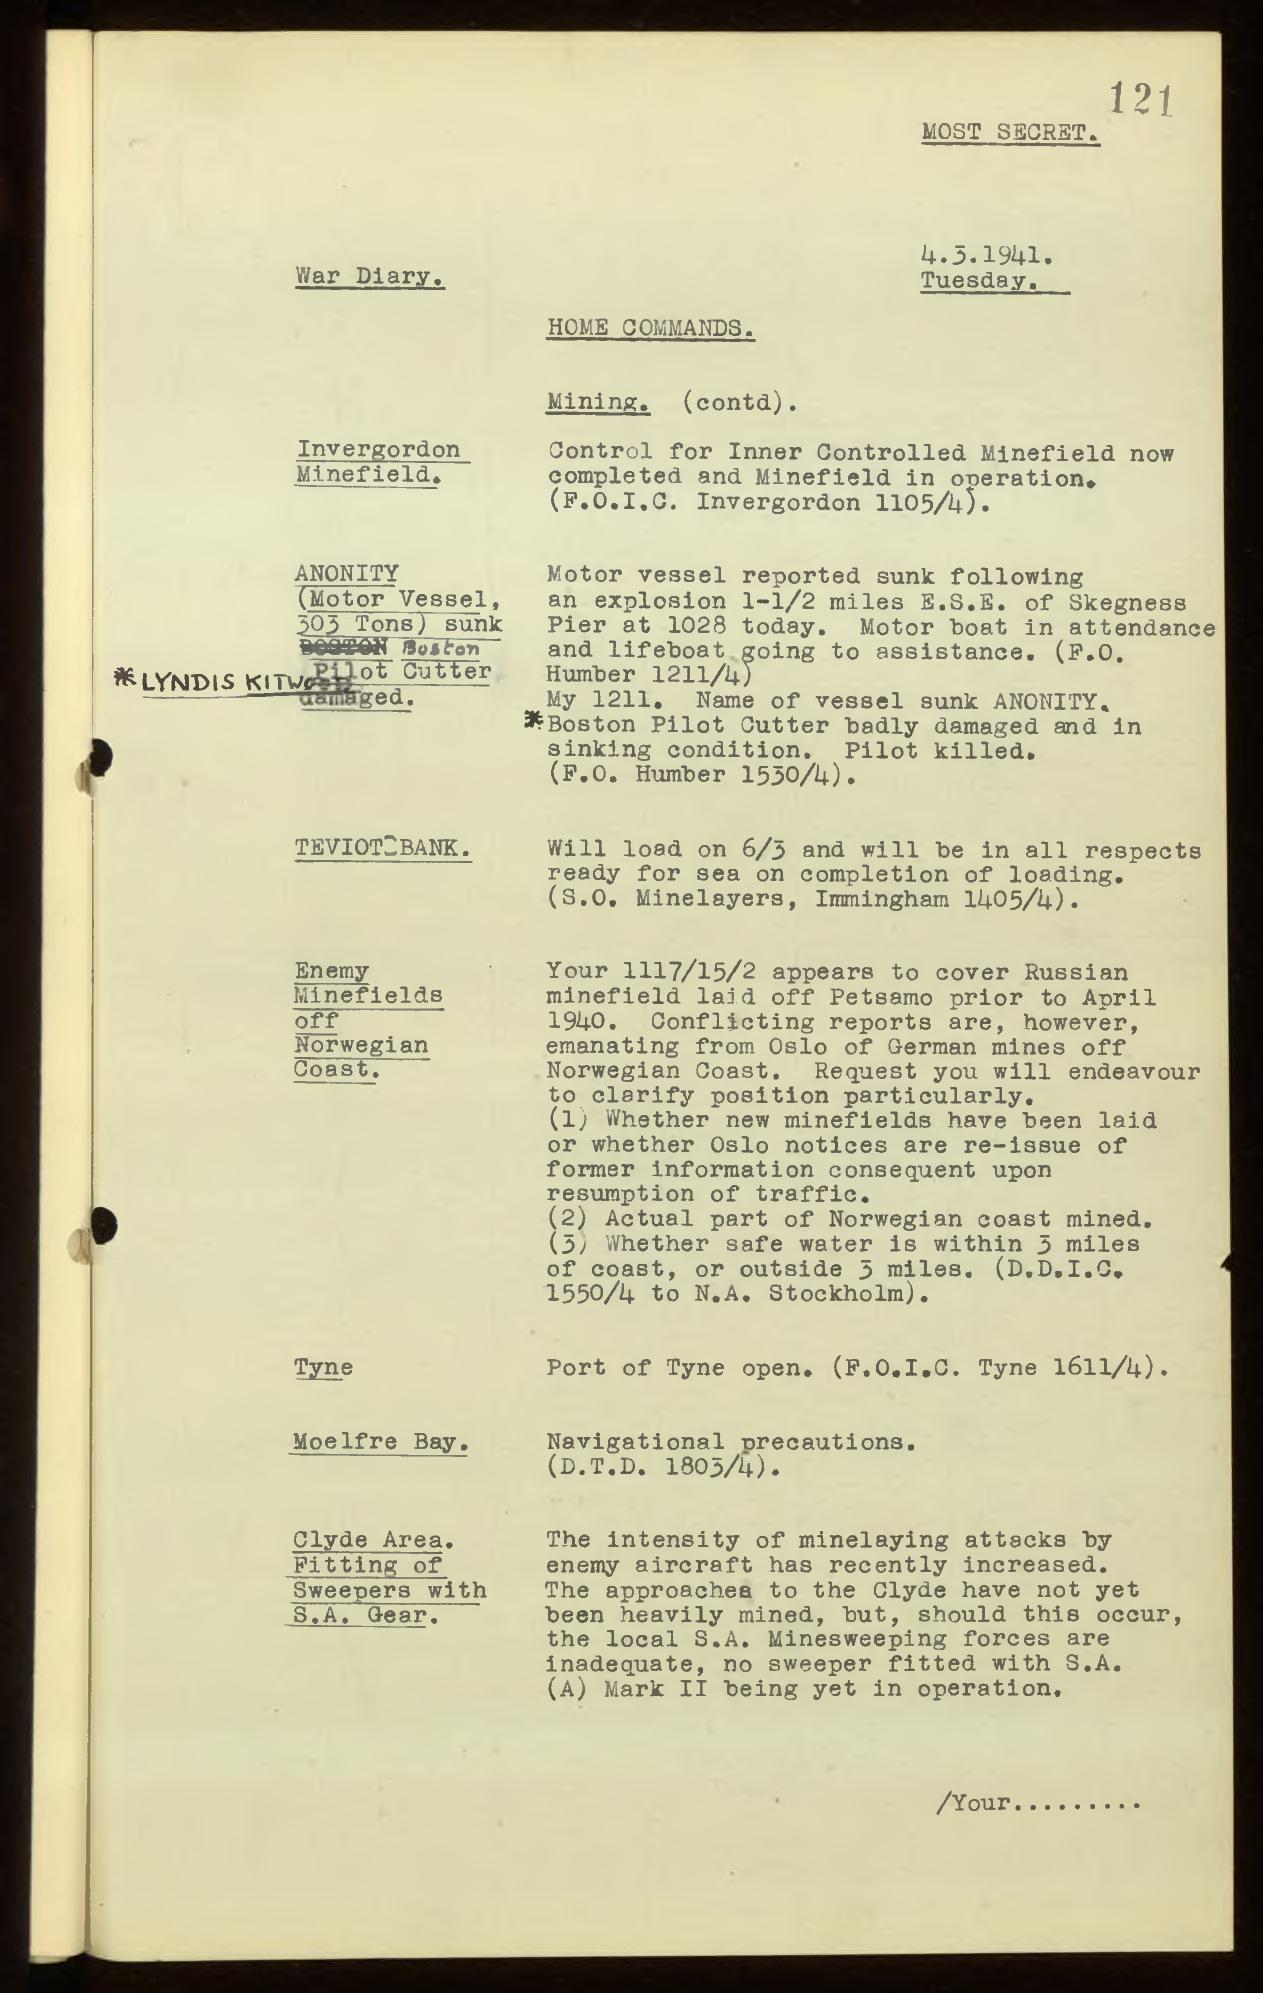 121
MOST SECRET.
4.3.1941.
War Diary.
Tuesday.
HOME COMMANDS.
Mining. (contd).
Invergordon
Minefield.
Control for Inner Controlled Minefield now
completed and Minefield in operation.
(F.O.I.C. Invergordon 1105/4).
ANONITY
(Motor Vessel,
303 Tons) sunk
BOSTON Boston
Pilot Cutter
* LYNDIS KITWOOD
damaged.
Motor vessel reported sunk following
an explosion 1-1/2 miles E.S.E. of Skegness
Pier at 1028 today. Motor boat in attendance
and lifeboat going to assistance. (F.O.
Humber 1211/4)
My 1211. Name of vessel sunk ANONITY.
* Boston Pilot Cutter badly damaged and in
sinking condition. Pilot killed.
(F.O. Humber 1530/4).
TEVIOTBANK.
Will load on 6/3 and will be in all respects
ready for sea on completion of loading.
(S.O. Minelayers, Immingham 1405/4).
Enemy
Minefields
off
Norwegian
Coast.
Your 1117/15/2 appears to cover Russian
minefield laid off Petsamo prior to April
1940. Conflicting reports are, however,
emanating from Oslo of German mines off
Norwegian Coast. Request you will endeavour
to clarify position particularly.
(1) Whether new minefields have been laid
or whether Oslo notices are re-issue of
former information consequent upon
resumption of traffic.
(2) Actual part of Norwegian coast mined.
(3) Whether safe water is within 3 miles
of coast, or outside 3 miles. (D.D.I.C.
1550/4 to N.A. Stockholm).
Tyne
Port of Tyne open. (F.O.I.C. Tyne 1611/4).
Moelfre Bay.
Navigational precautions.
(D.T.D. 1803/4).
Clyde Area.
Fitting of
Sweepers with
S.A. Gear.
The intensity of minelaying attacks by
enemy aircraft has recently increased.
The approaches to the Clyde have not yet
been heavily mined, but, should this occur,
the local S.A. Minesweeping forces are
inadequate, no sweeper fitted with S.A.
(A) Mark II being yet in operation.
/Your.........